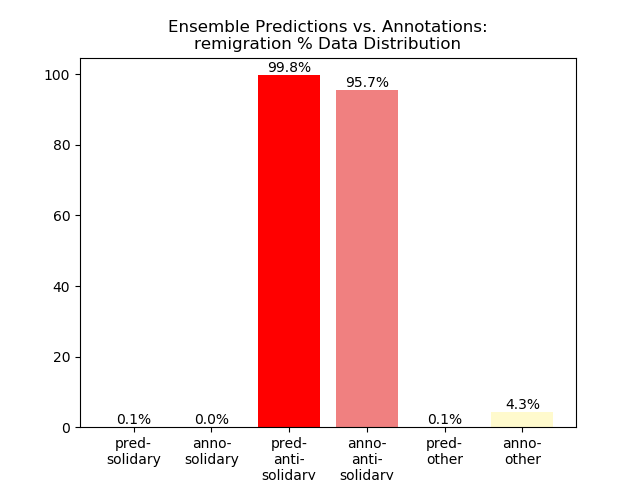 Ensemble Predictions vs. Annotations:
remigration % Data Distribution
100
80
60
40
20
0
0.1%
0.0%
99.8%
95.7%
0.1%
4.3%
pred-
solidary
anno-
solidary
pred-
anti-
solidary
anno-
anti-
solidary
pred-
other
anno-
other